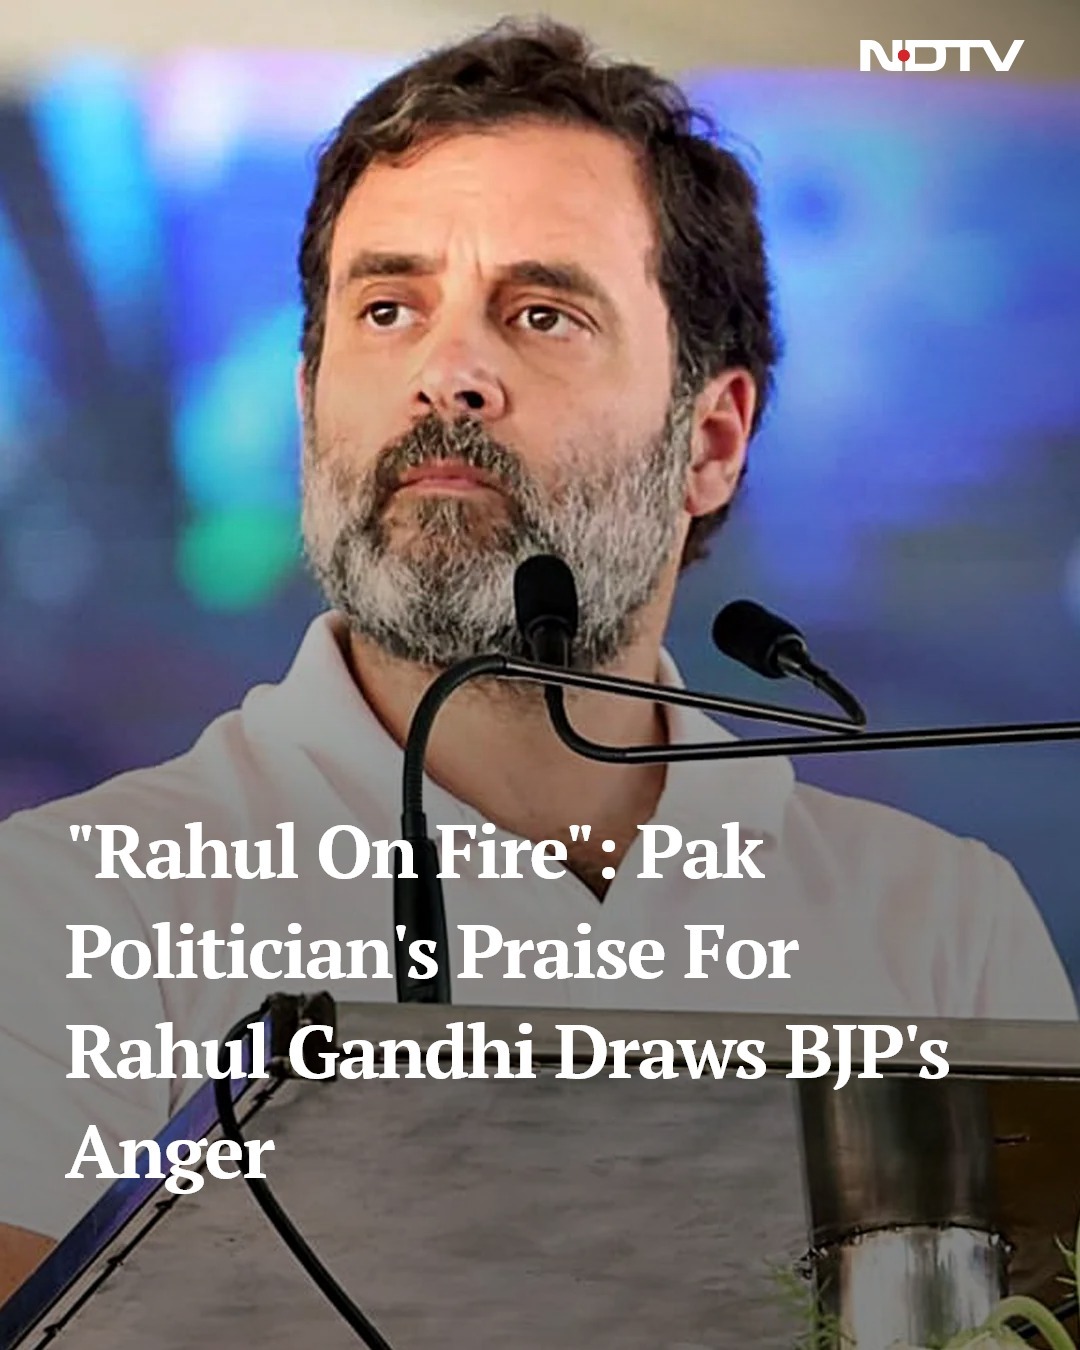 NDTV
"Rahul On Fire": Pak
Politician's Praise For
Rahul Gandhi Draws BJP's
Anger